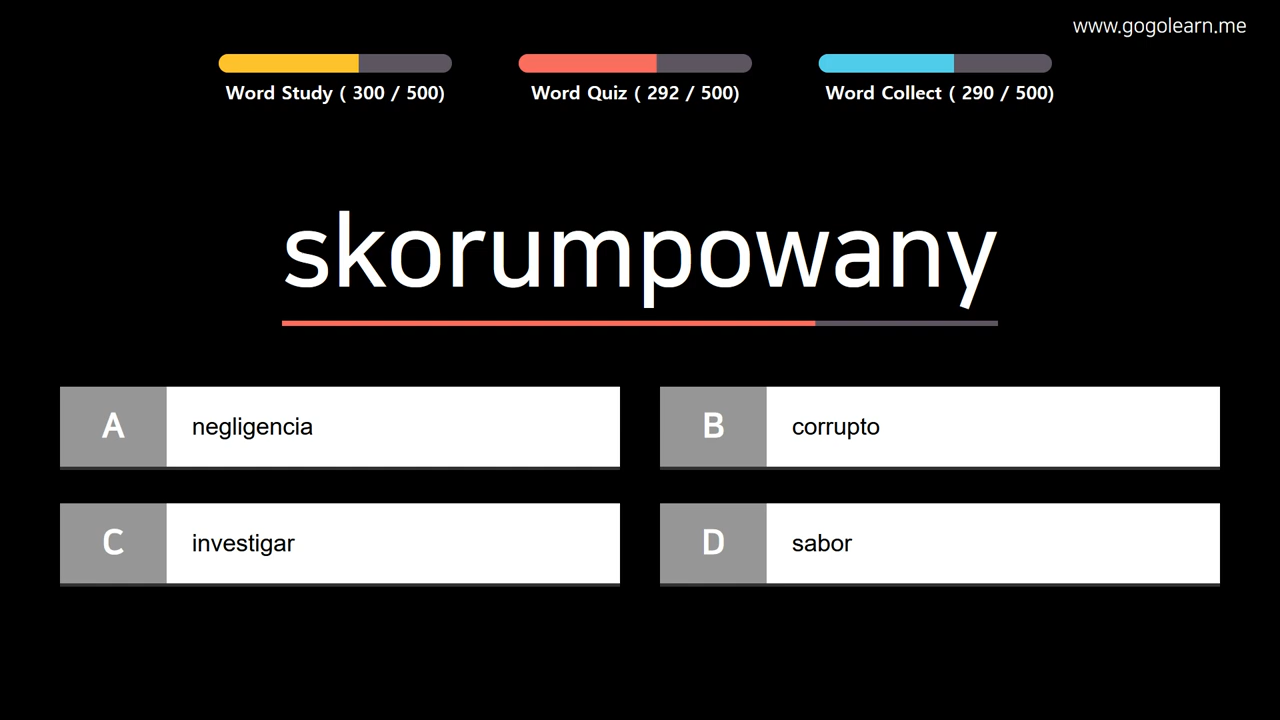 www.gogolearn.me
Word Study ( 300 / 500)
Word Quiz ( 292 / 500)
Word Collect ( 290 / 500)
skorumpowany
A negligencia
B corrupto
C investigar
D sabor